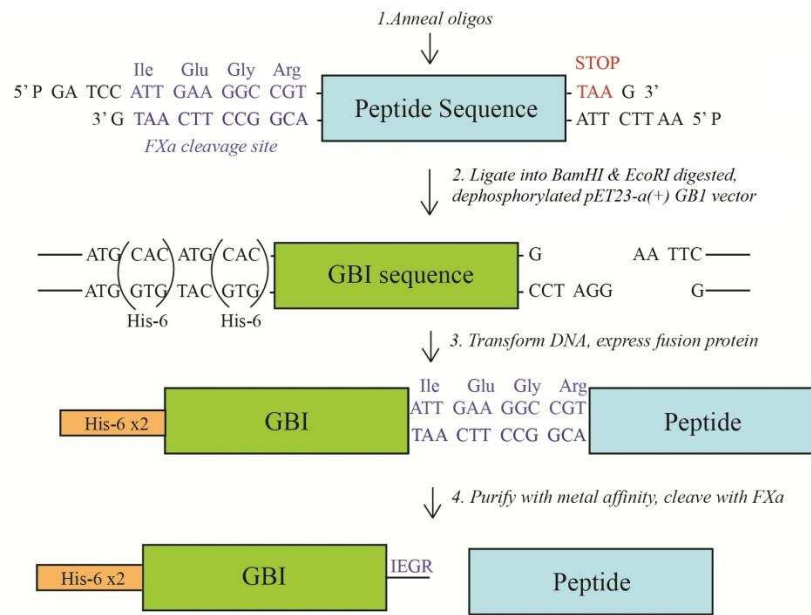 1.Anneal oligos
Ile Glu Gly Arg
STOP
5' P GA TCC ATT GAA GGC CGT
Peptide Sequence
TAA G 3'
3' G TAA CTT CCG GCA
ATT CTT AA 5' P
FXa cleavage site
2. Ligate into BamHI & EcoRI digested,
dephosphorylated pET23-a(+) GB1 vector
ATG CAC ATG CAC
GBI sequence
G AA TTC
ATG GTG TAC GTG
CCT AGG G
His-6 His-6
3. Transform DNA, express fusion protein
Ile Glu Gly Arg
ATT GAA GGC CGT
His-6 x2
GBI
TAA CTT CCG GCA
Peptide
4. Purify with metal affinity, cleave with FXa
His-6 x2
GBI
IEGR
Peptide